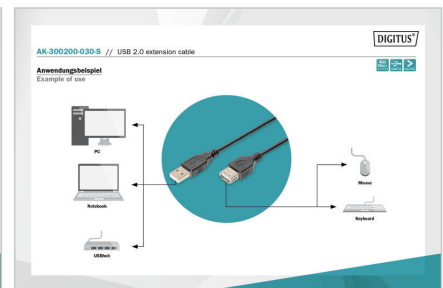 DIGITUS®
AK-300200-030-S // USB 2.0 extension cable
Anwendungsbeispiel
Example of use
PC
Notebook
USBhub
Mouse
Keyboard